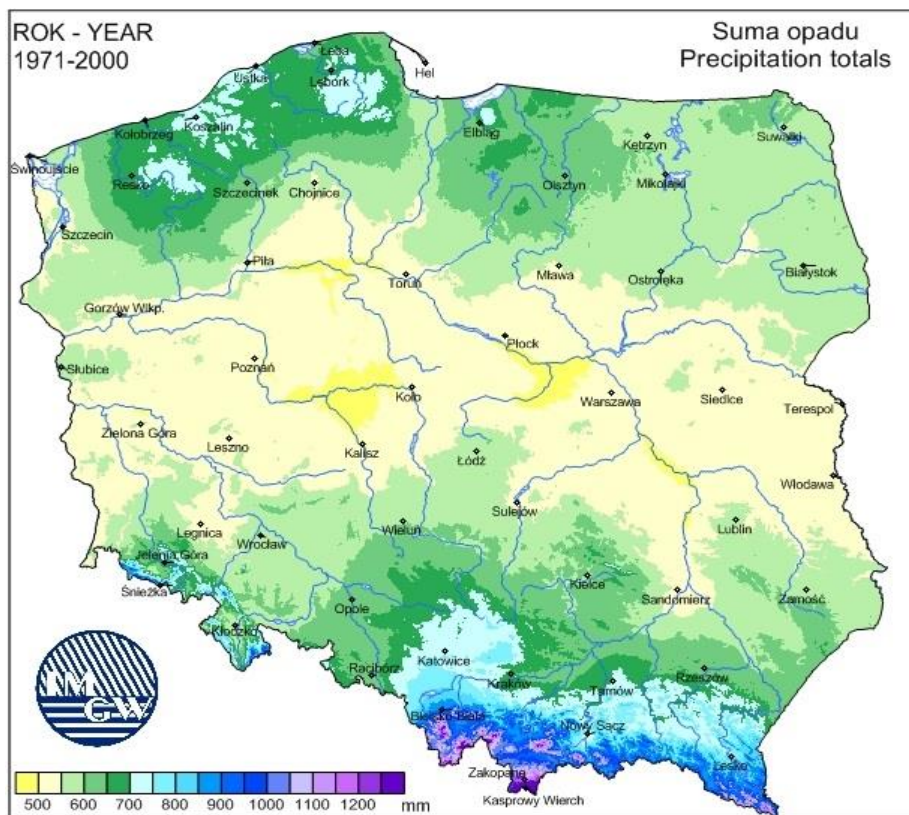 ROK - YEAR
1971-2000
Suma opadu
Precipitation totals
Łeba
Hel
Ustka
Lębork
Kołobrzeg
Koszalin
Elbląg
Suwałki
Kętrzyn
Świnoujście
Resko
Szczecinek
Chojnice
Olsztyn
Mikołajki
Szczecin
Piła
Toruń
Mława
Ostrołęka
Białystok
Gorzów Wlkp.
Płock
Słubice
Poznań
Koło
Warszawa
Siedlce
Terespol
Zielona Góra
Leszno
Kalisz
Łódź
Włodawa
Sulejów
Legnica
Wrocław
Wieluń
Lublin
Jelenia Góra
Śnieżka
Opole
Kielce
Sandomierz
Zamość
Kłodzko
Katowice
Racibórz
Kraków
Tarnów
Rzeszów
IM
GW
Bielsko-Biała
Nowy Sącz
Lesko
Zakopane
Kasprowy Wierch
500 600 700 800 900 1000 1100 1200 mm